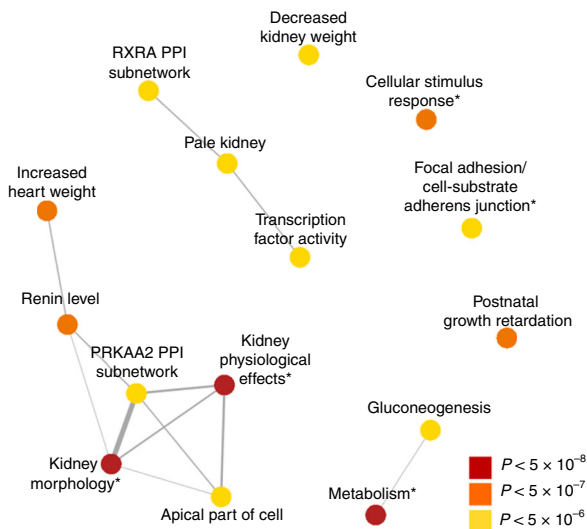 Decreased
kidney weight
RXRA PPI
subnetwork
Cellular stimulus
response*
Pale kidney
Increased
heart weight
Focal adhesion/
cell-substrate
adherens junction*
Transcription
factor activity
Renin level
Postnatal
growth retardation
PRKAA2 PPI
subnetwork
Kidney
physiological
effects*
Gluconeogenesis
Kidney
morphology*
Apical part of cell
Metabolism*
P < 5 × 10⁻⁸
P < 5 × 10⁻⁷
P < 5 × 10⁻⁶